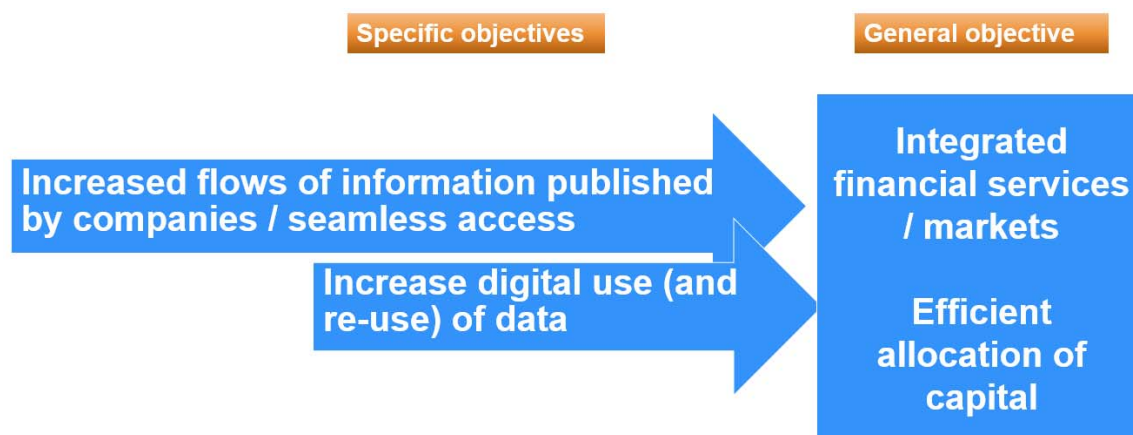 Specific objectives
General objective
Increased flows of information published
by companies / seamless access
Increase digital use (and
re-use) of data
Integrated
financial services
/ markets
Efficient
allocation of
capital